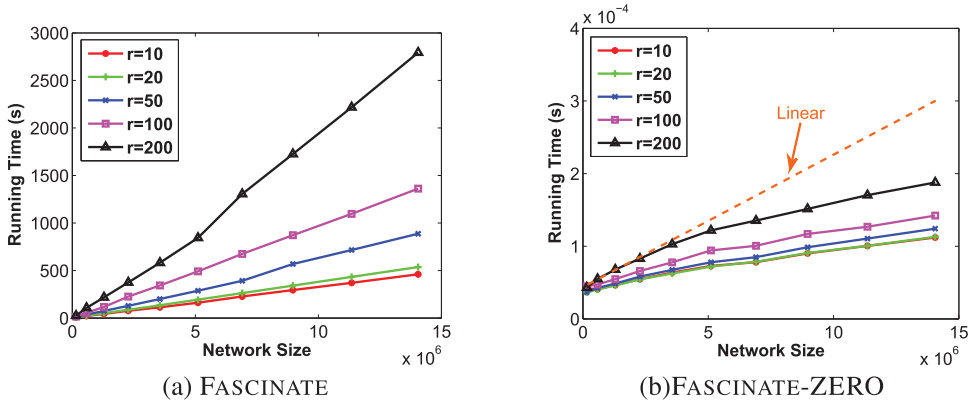 3000
2500
2000
1500
1000
500
0
Running Time (s)
r=10
r=20
r=50
r=100
r=200
0
5
10
15
Network Size
x 10^6
(a) FASCINATE
x 10^-4
4
3
2
1
0
Running Time (s)
r=10
r=20
r=50
r=100
r=200
Linear
0
5
10
15
Network Size
x 10^6
(b)FASCINATE-ZERO